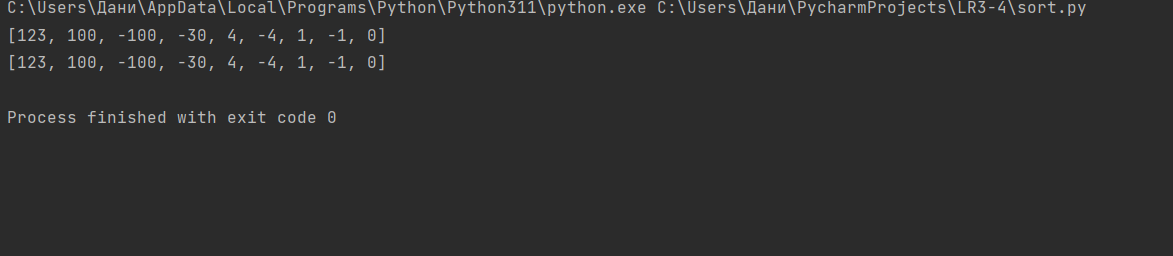 C:\Users\Дани\AppData\Local\Programs\Python\Python311\python.exe C:\Users\Дани\PycharmProjects\LR3-4\sort.py
[123, 100, -100, -30, 4, -4, 1, -1, 0]
[123, 100, -100, -30, 4, -4, 1, -1, 0]
Process finished with exit code 0